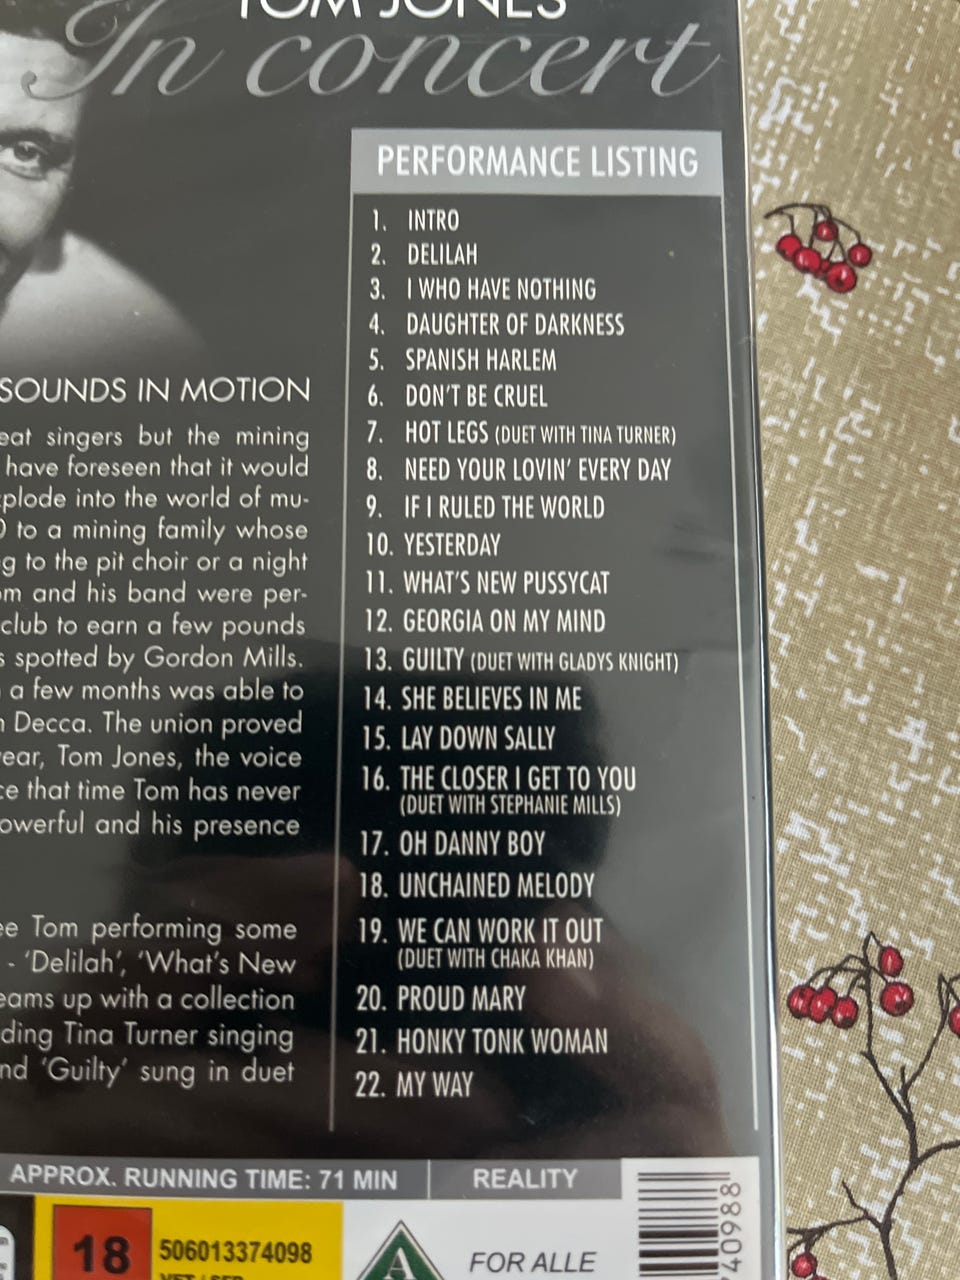 TOM JONES
In concert
PERFORMANCE LISTING
1. INTRO
2. DELILAH
3. I WHO HAVE NOTHING
4. DAUGHTER OF DARKNESS
5. SPANISH HARLEM
6. DON'T BE CRUEL
7. HOT LEGS (DUET WITH TINA TURNER)
8. NEED YOUR LOVIN' EVERY DAY
9. IF I RULED THE WORLD
10. YESTERDAY
11. WHAT'S NEW PUSSYCAT
12. GEORGIA ON MY MIND
13. GUILTY (DUET WITH GLADYS KNIGHT)
14. SHE BELIEVES IN ME
15. LAY DOWN SALLY
16. THE CLOSER I GET TO YOU
(DUET WITH STEPHANIE MILLS)
17. OH DANNY BOY
18. UNCHAINED MELODY
19. WE CAN WORK IT OUT
(DUET WITH CHAKA KHAN)
20. PROUD MARY
21. HONKY TONK WOMAN
22. MY WAY
SOUNDS IN MOTION
eat singers but the mining
have foreseen that it would
xplode into the world of mu-
0 to a mining family whose
g to the pit choir or a night
om and his band were per-
club to earn a few pounds
s spotted by Gordon Mills.
a few months was able to
n Decca. The union proved
ear, Tom Jones, the voice
ce that time Tom has never
owerful and his presence
ee Tom performing some
- 'Delilah', 'What's New
eams up with a collection
ding Tina Turner singing
nd 'Guilty' sung in duet
APPROX. RUNNING TIME: 71 MIN
REALITY
18
506013374098
A
FOR ALLE
740988